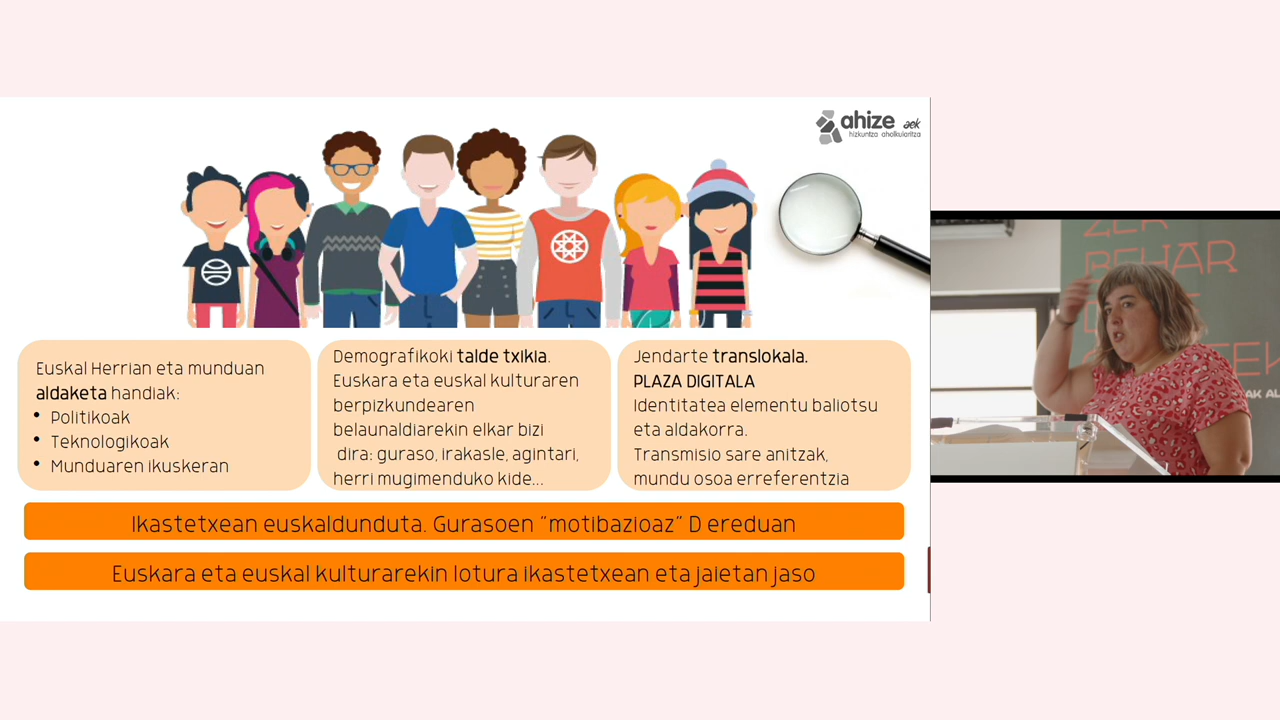 ahize aek
hizkuntza aholkularitza
Euskal Herrian eta munduan
aldaketa handiak:
• Politikoak
• Teknologikoak
• Munduaren ikuskeran
Demografikoki talde txikia.
Euskara eta euskal kulturaren
berpizkundearen
belaunaldiarekin elkar bizi
dira: guraso, irakasle, agintari,
herri mugimenduko kide...
Jendarte translokala.
PLAZA DIGITALA
Identitatea elementu baliotsu
eta aldakorra.
Transmisio sare anitzak,
mundu osoa erreferentzia
Ikastetxean euskaldunduta. Gurasoen "motibazioaz" D ereduan
Euskara eta euskal kulturarekin lotura ikastetxean eta jaietan jaso
ZER
BEHAR